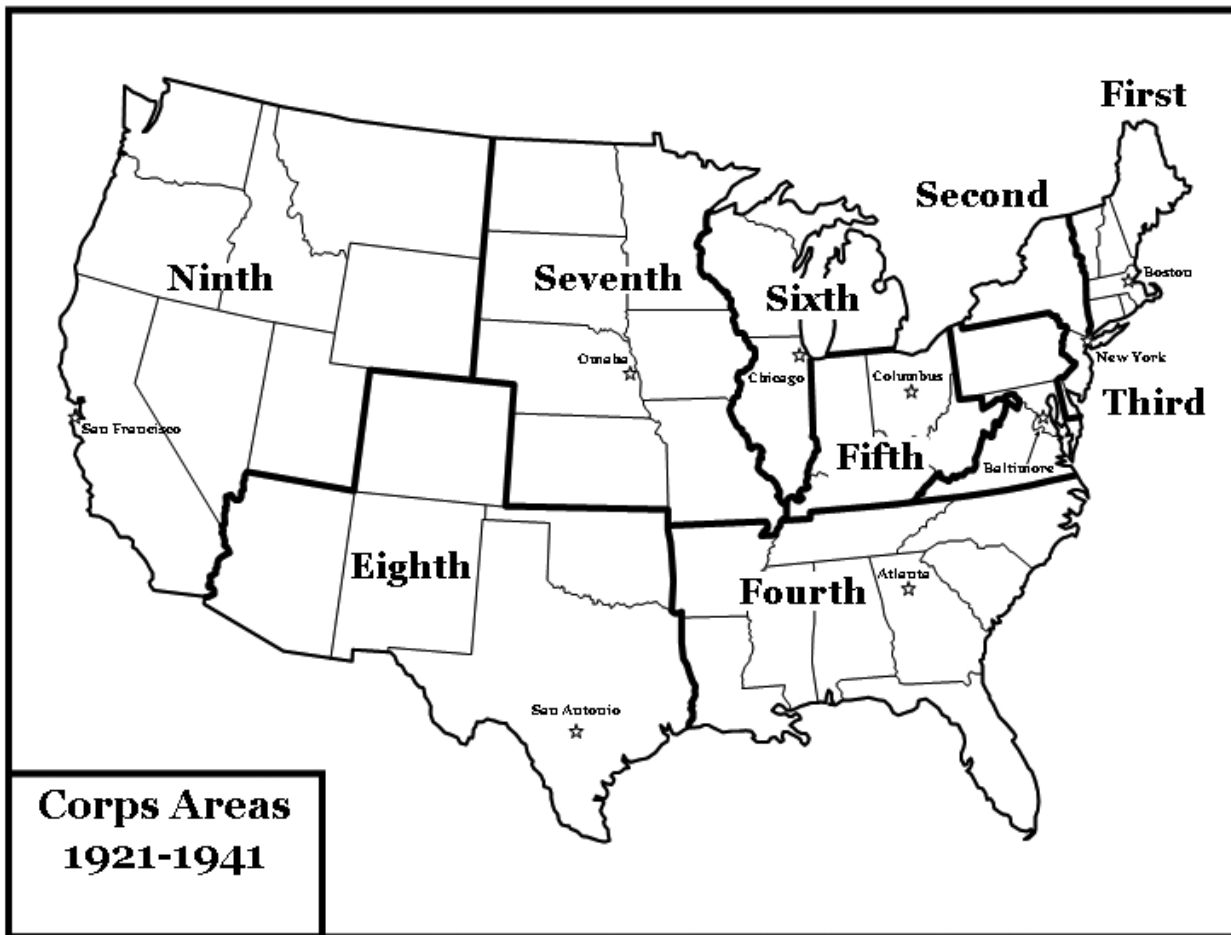 First
Second
Ninth
Seventh
Sixth
Boston
Omaha
Chicago
Columbus
New York
San Francisco
Third
Fifth
Baltimore
Eighth
Fourth
Atlanta
San Antonio
Corps Areas
1921-1941